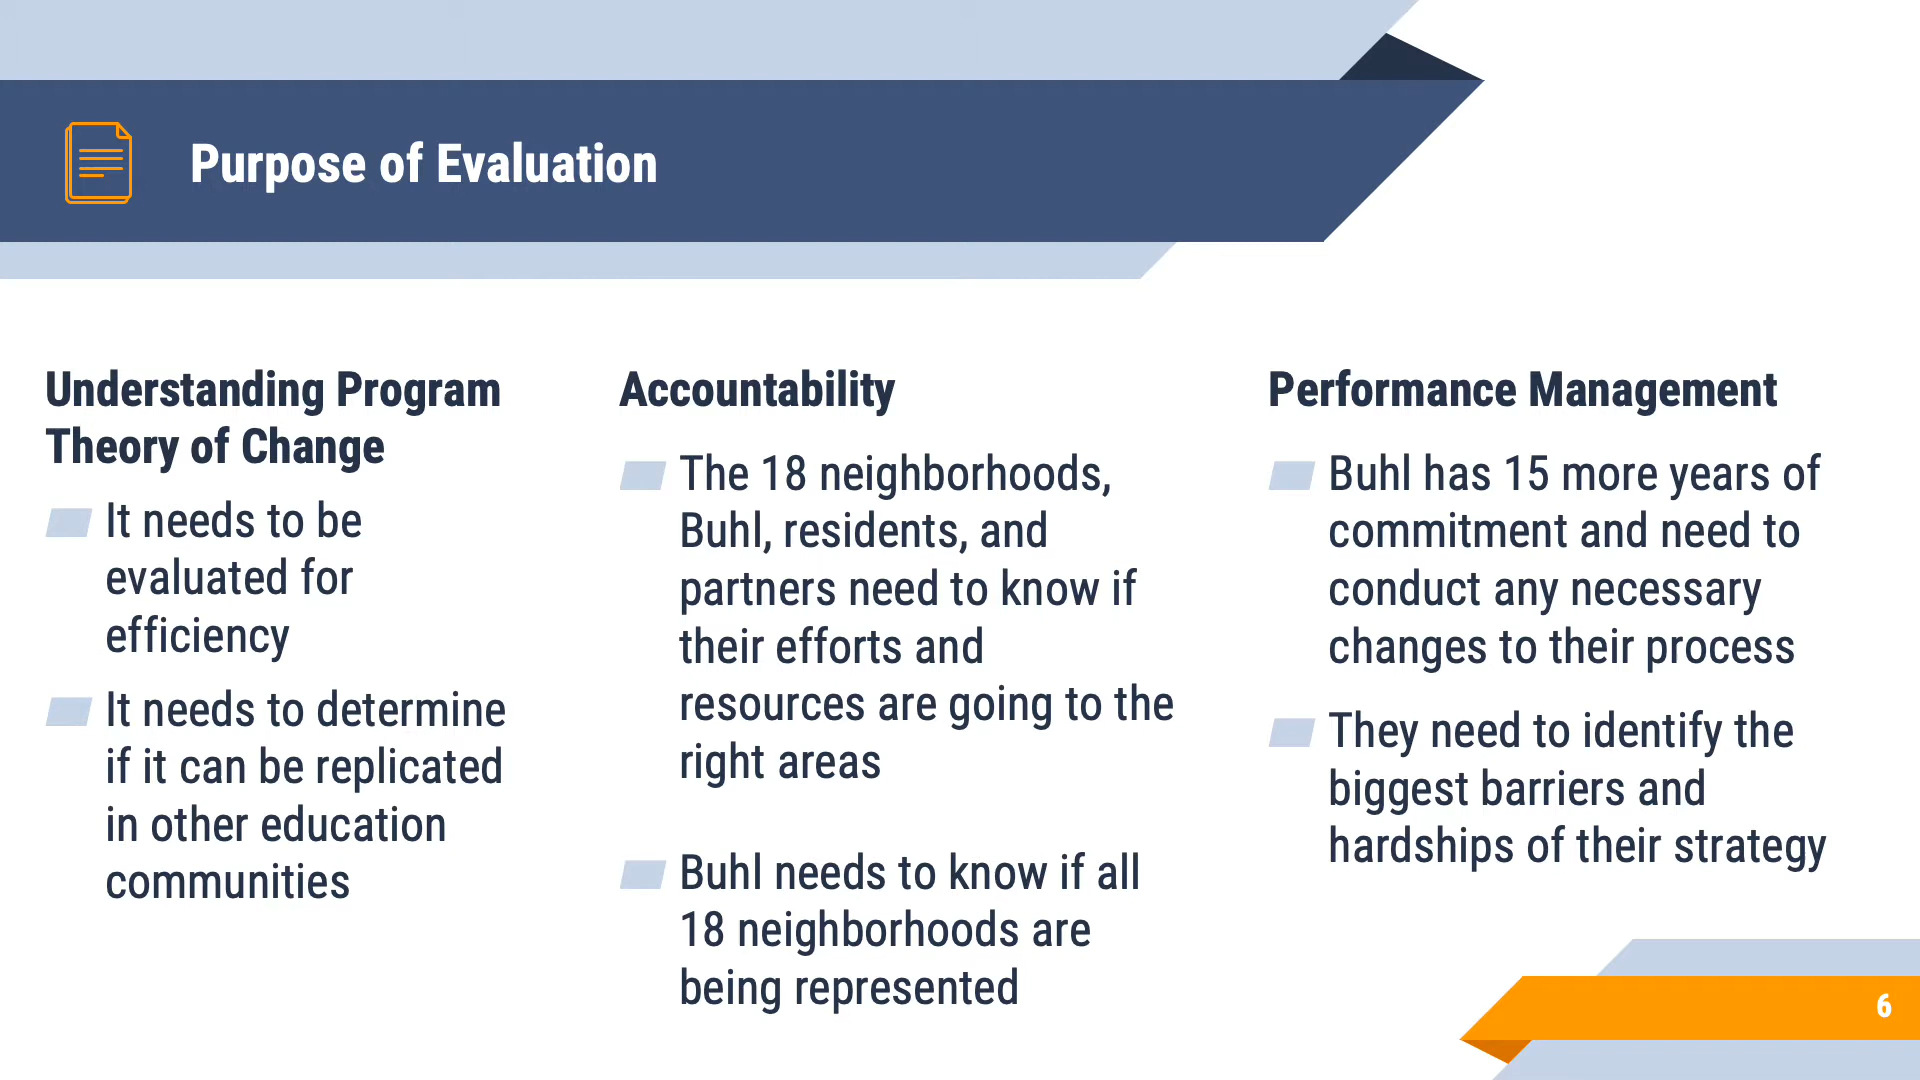 Purpose of Evaluation
Understanding Program
Theory of Change
It needs to be
evaluated for
efficiency
It needs to determine
if it can be replicated
in other education
communities
Accountability
The 18 neighborhoods,
Buhl, residents, and
partners need to know if
their efforts and
resources are going to the
right areas
Buhl needs to know if all
18 neighborhoods are
being represented
Performance Management
Buhl has 15 more years of
commitment and need to
conduct any necessary
changes to their process
They need to identify the
biggest barriers and
hardships of their strategy
6